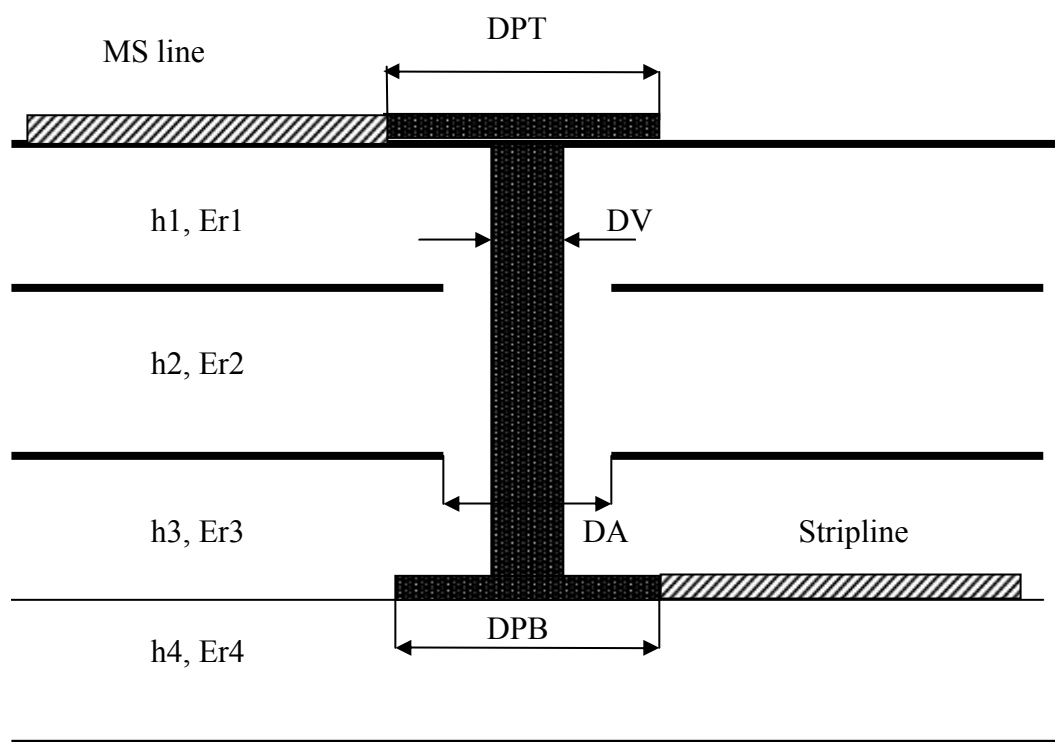 DPT
MS line
h1, Er1
DV
h2, Er2
h3, Er3
DA
Stripline
DPB
h4, Er4